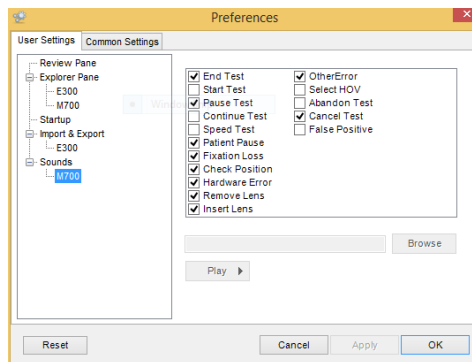 Preferences
User Settings Common Settings
Review Pane
Explorer Pane
E300
M700
Startup
Import & Export
E300
Sounds
M700
End Test
Start Test
Pause Test
Continue Test
Speed Test
Patient Pause
Fixation Loss
Check Position
Hardware Error
Remove Lens
Insert Lens
OtherError
Select HOV
Abandon Test
Cancel Test
False Positive
Browse
Play
Reset Cancel Apply OK